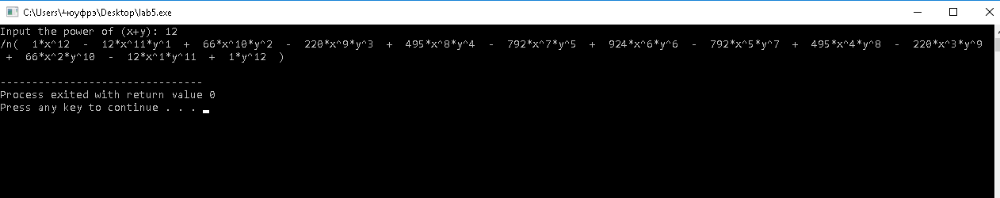 C:\Users\┴юуфрэ\Desktop\lab5.exe
Input the power of (x+y): 12
/n(  1*x^12  -  12*x^11*y^1  +  66*x^10*y^2  -  220*x^9*y^3  +  495*x^8*y^4  -  792*x^7*y^5  +  924*x^6*y^6  -  792*x^5*y^7  +  495*x^4*y^8  -  220*x^3*y^9
 +  66*x^2*y^10  -  12*x^1*y^11  +  1*y^12  )
--------------------------------
Process exited with return value 0
Press any key to continue . . .